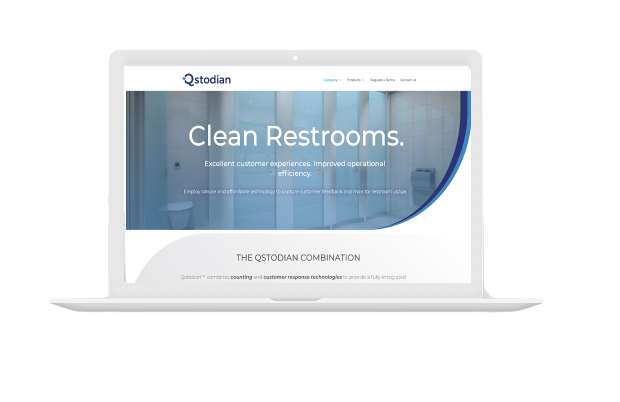 Qstodian
Company Products Request a Demo Contact Us
Clean Restrooms.
Excellent customer experiences. Improved operational
efficiency.
Employ simple and affordable technology to capture customer feedback and monitor restroom usage.
THE QSTODIAN COMBINATION
Qstodian™ combines counting and customer response technologies to provide a fully-integrated